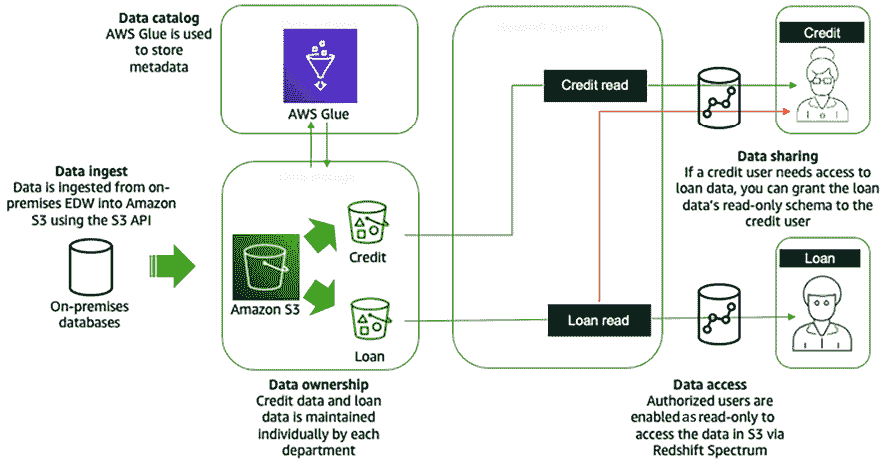 Data catalog
AWS Glue is used
to store
metadata
AWS Glue
Data ingest
Data is ingested from on-
premises EDW into Amazon
S3 using the S3 API
On-premises
databases
Amazon S3
Credit
Loan
Data ownership
Credit data and loan
data is maintained
individually by each
department
Credit read
Loan read
Credit
Data sharing
If a credit user needs access to
loan data, you can grant the loan
data's read-only schema to the
credit user
Loan
Data access
Authorized users are
enabled as read-only to
access the data in S3 via
Redshift Spectrum